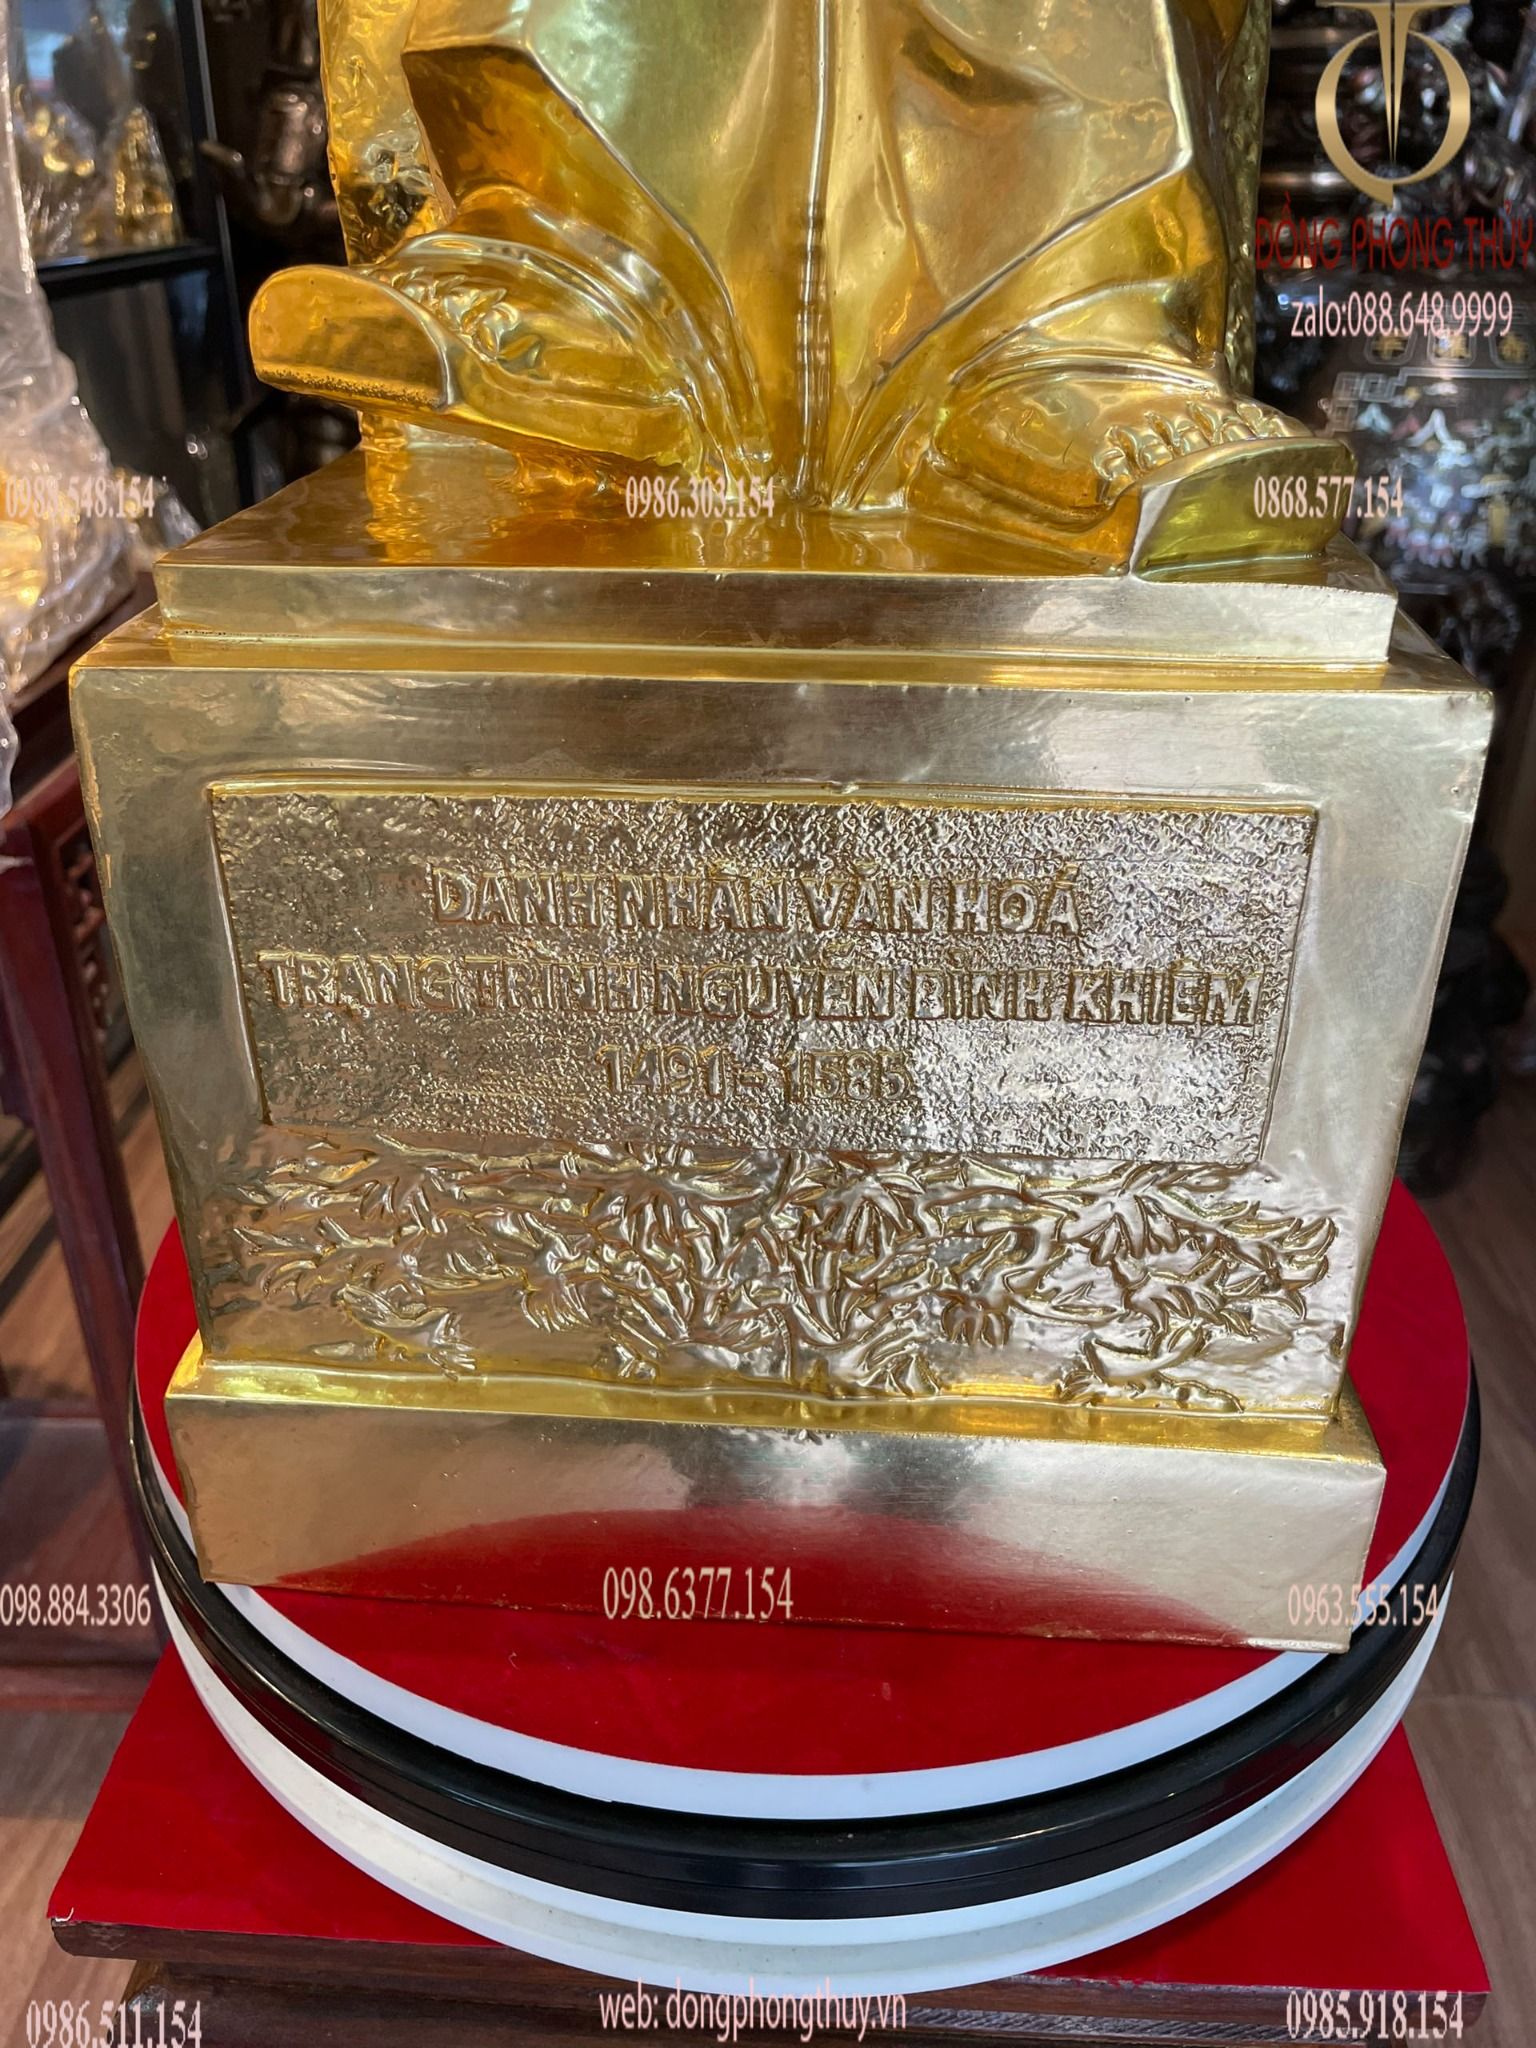 ĐỒNG PHONG THỦY
zalo:088.648.9999
0988.548.154
0986.303.154
0868.577.154
DANH NHÂN VĂN HOÁ
TRẠNG TRÌNH NGUYỄN BỈNH KHIÊM
1491 - 1585
098.884.3306
098.6377.154
0963.555.154
0986.511.154
web: dongphongthuy.vn
0985.918.154